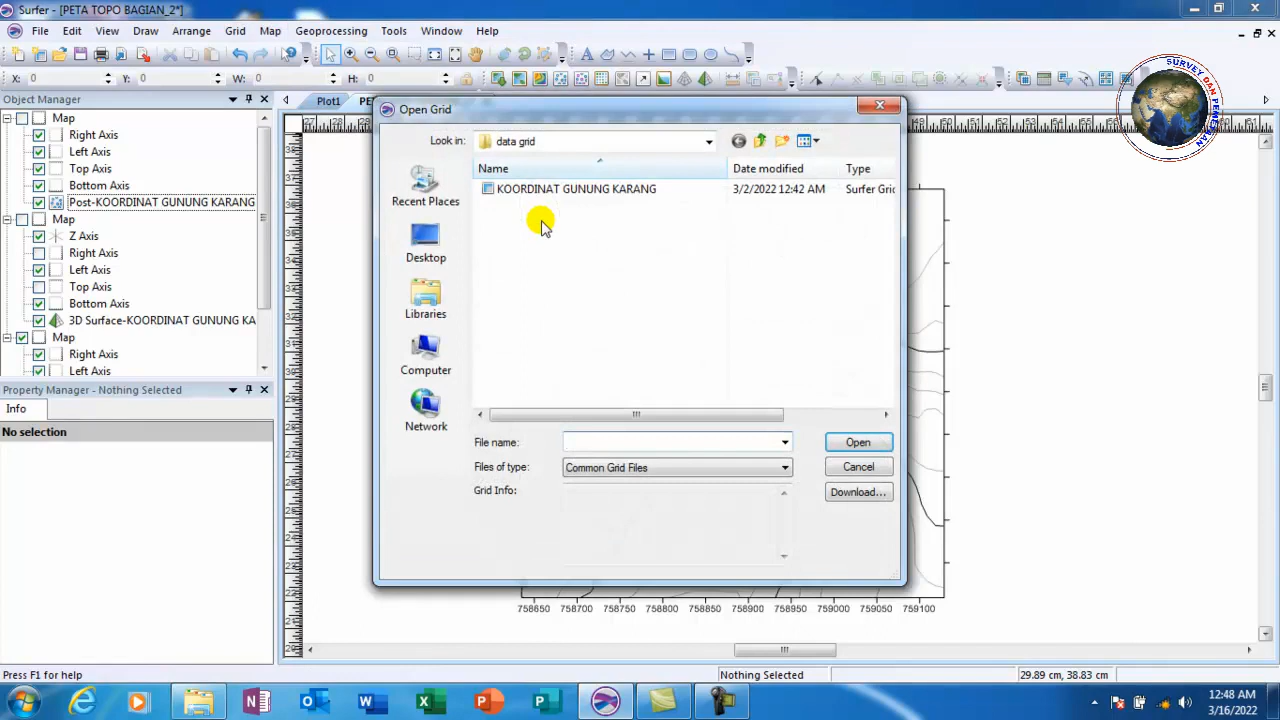 Surfer - [PETA TOPO BAGIAN_2*]
File Edit View Draw Arrange Grid Map Geoprocessing Tools Window Help
X: 0 Y: 0 W: 0 H: 0
Object Manager
Map
Right Axis
Left Axis
Top Axis
Bottom Axis
Post-KOORDINAT GUNUNG KARANG
Map
Z Axis
Right Axis
Left Axis
Top Axis
Bottom Axis
3D Surface-KOORDINAT GUNUNG KA
Map
Right Axis
Left Axis
Property Manager - Nothing Selected
Info
No selection
Plot1
Open Grid
Look in: data grid
Name Date modified Type
KOORDINAT GUNUNG KARANG 3/2/2022 12:42 AM Surfer Gric
Recent Places
Desktop
Libraries
Computer
Network
File name: Open
Files of type: Common Grid Files Cancel
Grid Info: Download...
SURVEY DAN PEMETAAN
758650 758700 758750 758800 758850 758900 758950 759000 759050 759100
Press F1 for help Nothing Selected 29.89 cm, 38.83 cm
12:48 AM
3/16/2022